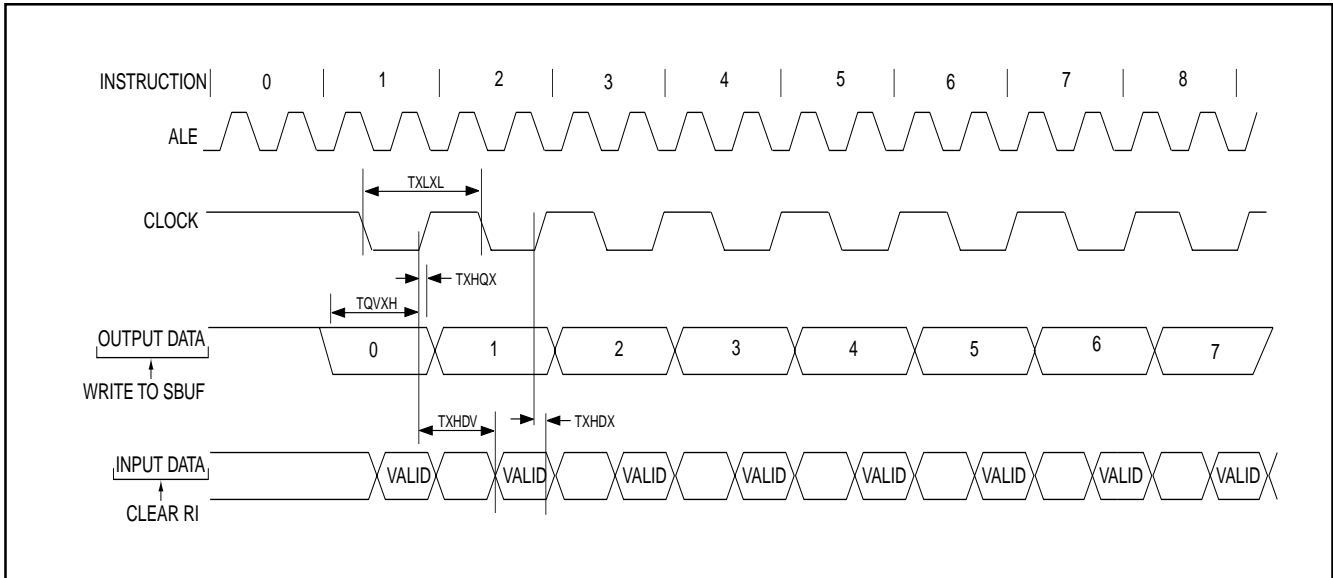 INSTRUCTION 0 1 2 3 4 5 6 7 8
ALE
TXLXL
CLOCK
TXHQX
TQVXH
OUTPUT DATA 0 1 2 3 4 5 6 7
WRITE TO SBUF
TXHDV TXHDX
INPUT DATA VALID VALID VALID VALID VALID VALID VALID VALID
CLEAR RI